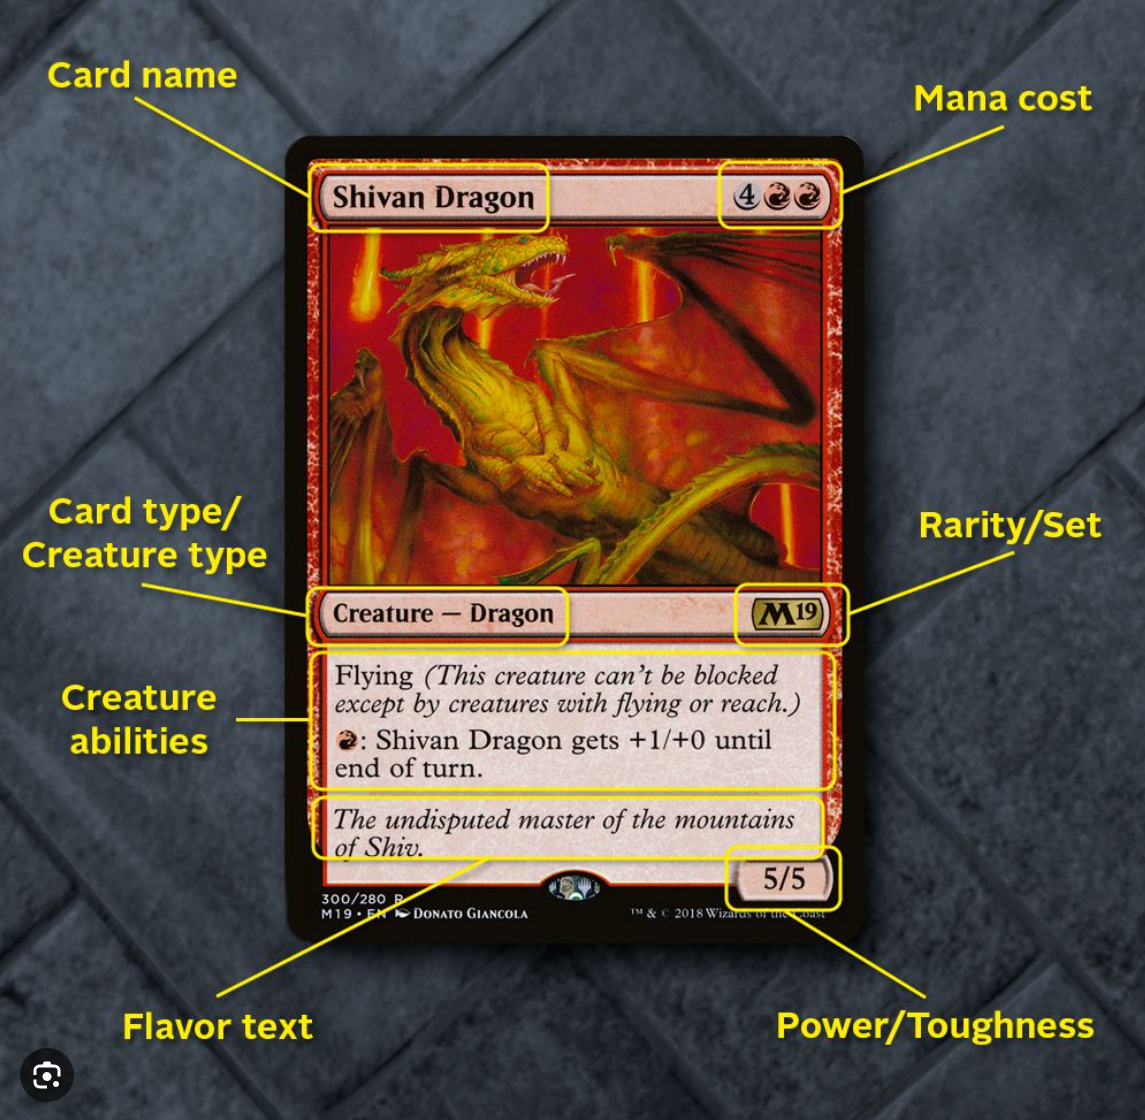 Card name
Mana cost
Shivan Dragon
4
Card type/
Creature type
Rarity/Set
Creature — Dragon
M19
Creature
abilities
Flying (This creature can't be blocked
except by creatures with flying or reach.)
: Shivan Dragon gets +1/+0 until
end of turn.
The undisputed master of the mountains
of Shiv.
5/5
300/280 R
M19 • EN Donato Giancola
™ & © 2018 Wizards of the Coast
Flavor text
Power/Toughness